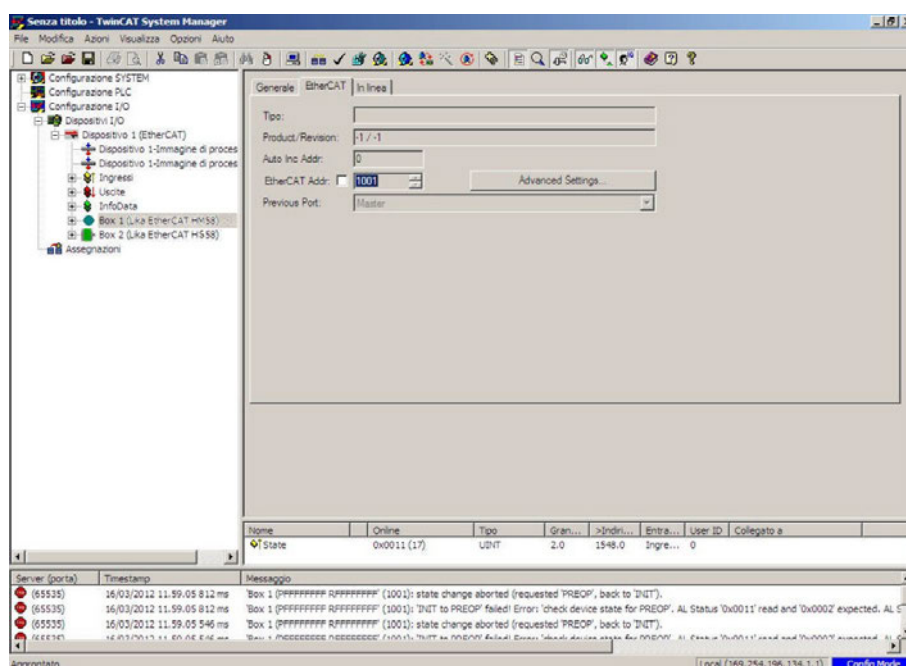 Senza titolo - TwinCAT System Manager
File Modifica Azioni Visualizza Opzioni Aiuto
Configurazione SYSTEM
Configurazione PLC
Configurazione I/O
Dispositivi I/O
Dispositivo 1 (EtherCAT)
Dispositivo 1-Immagine di proces
Dispositivo 1-Immagine di proces
Ingressi
Uscite
InfoData
Box 1 (Lika EtherCAT HM58)
Box 2 (Lika EtherCAT HS58)
Assegnazioni
Generale EtherCAT In linea
Tipo:
Product/Revision: -1 / -1
Auto Inc Addr: 0
EtherCAT Addr: 1001 Advanced Settings...
Previous Port: Master
Nome Online Tipo Gran... >Indiri... Entra... User ID Collegato a
State 0x0011 (17) UINT 2.0 1548.0 Ingre... 0
Server (porta) Timestamp Messaggio
(65535) 16/03/2012 11.59.05 812 ms 'Box 1 (PFFFFFFFF RFFFFFFFF' (1001): state change aborted (requested 'PREOP', back to 'INIT').
(65535) 16/03/2012 11.59.05 812 ms 'Box 1 (PFFFFFFFF RFFFFFFFF' (1001): 'INIT to PREOP' failed! Error: 'check device state for PREOP'. AL Status '0x0011' read and '0x0002' expected. AL S
(65535) 16/03/2012 11.59.05 546 ms 'Box 1 (PFFFFFFFF RFFFFFFFF' (1001): state change aborted (requested 'PREOP', back to 'INIT').
Local (169.254.196.134.1.1) Config Mode